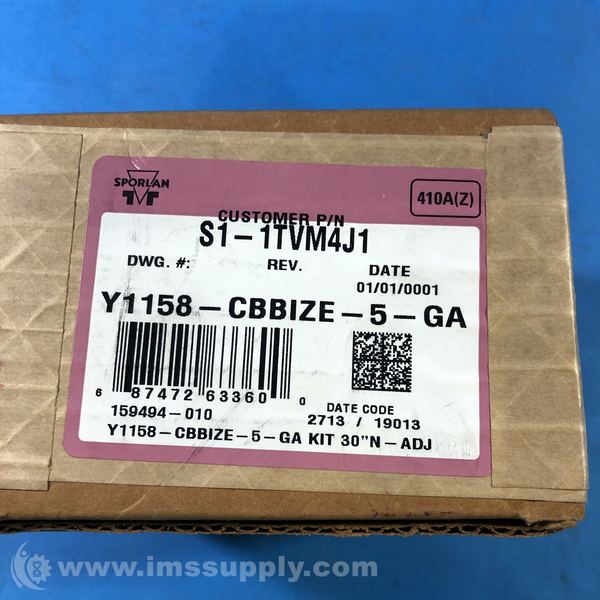 SPORLAN
410A(Z)
CUSTOMER P/N
S1-1TVM4J1
DWG. #: REV. DATE
01/01/0001
Y1158-CBBIZE-5-GA
6 87472 63360 0
159494-010
DATE CODE
2713 / 19013
Y1158-CBBIZE-5-GA KIT 30"N-ADJ
www.imssupply.com